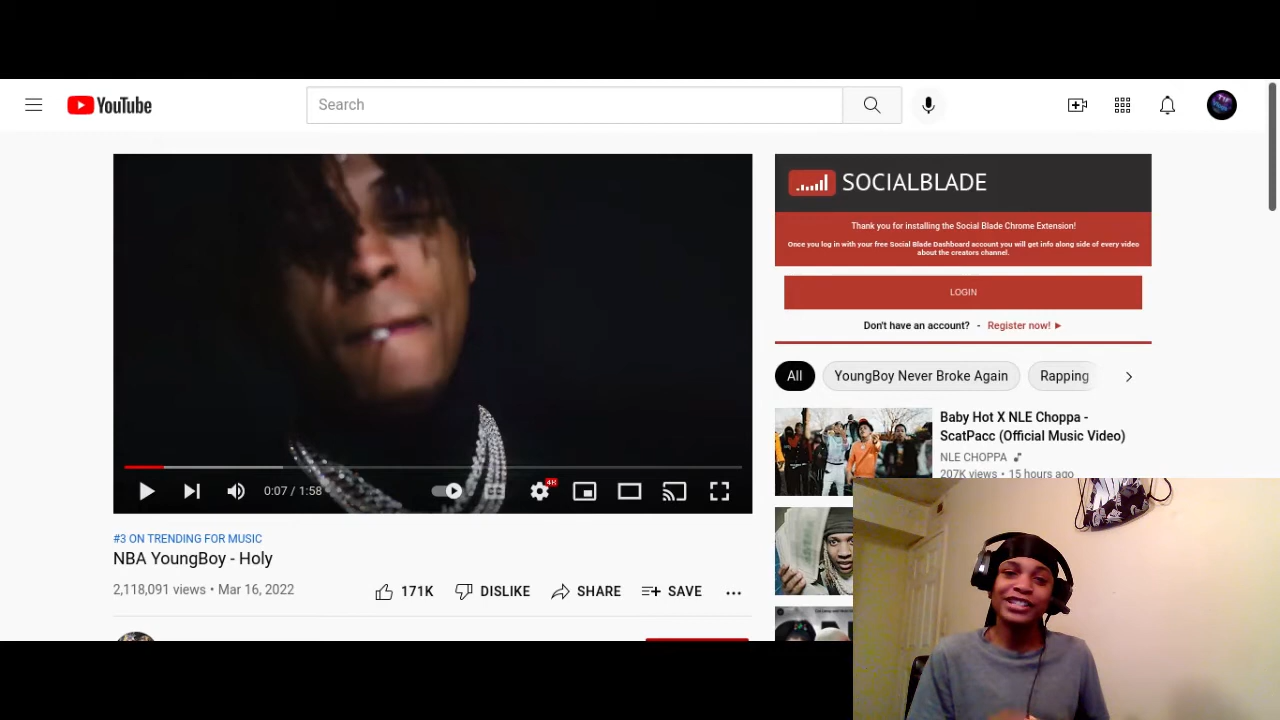 YouTube
Search
SOCIALBLADE
Thank you for installing the Social Blade Chrome Extension!
Once you log in with your free Social Blade Dashboard account you will get info along side of every video
about the creators channel.
LOGIN
Don't have an account? - Register now! ►
All
YoungBoy Never Broke Again
Rapping
Baby Hot X NLE Choppa -
ScatPacc (Official Music Video)
NLE CHOPPA
207K views • 15 hours ago
4K
0:07 / 1:58
#3 ON TRENDING FOR MUSIC
NBA YoungBoy - Holy
2,118,091 views • Mar 16, 2022
171K
DISLIKE
SHARE
SAVE